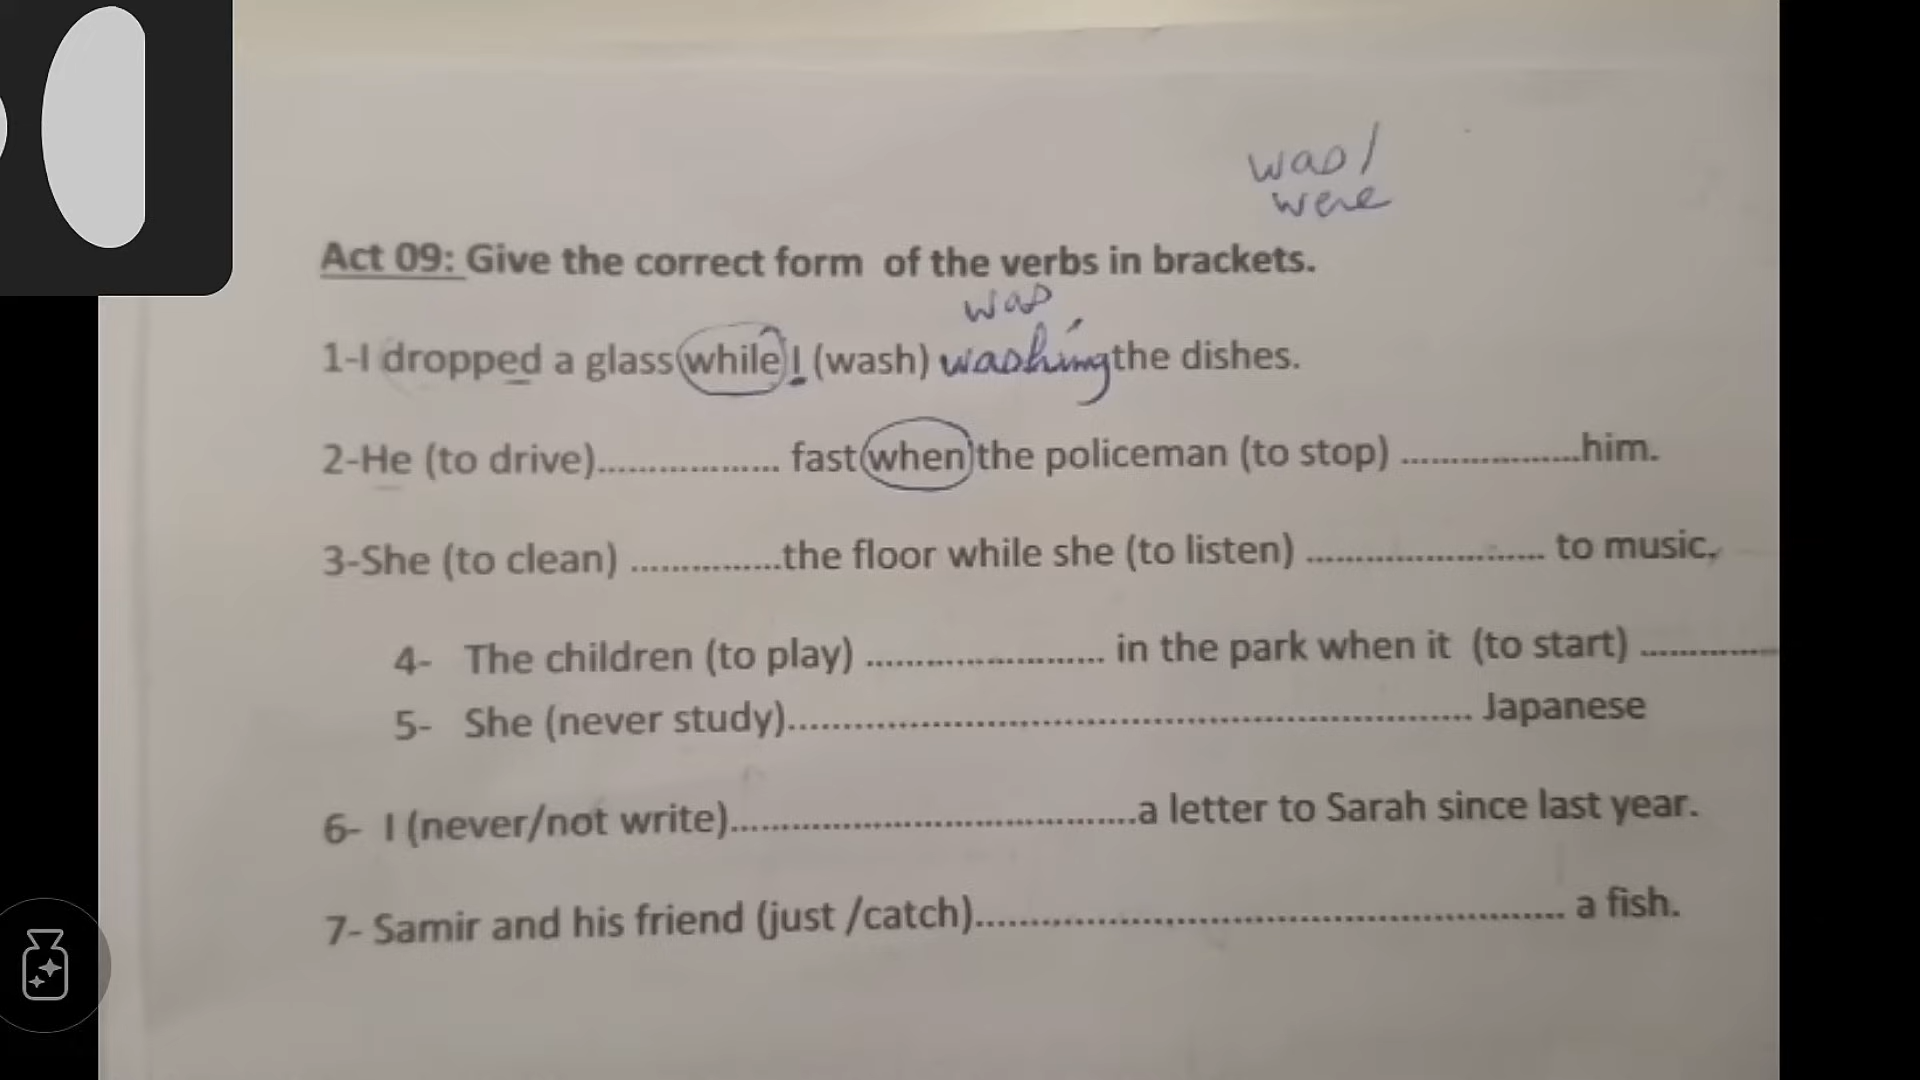 was/
were
Act 09: Give the correct form of the verbs in brackets.
was
1-I dropped a glass while I (wash) washing the dishes.
2-He (to drive).................. fast when the policeman (to stop) ..................him.
3-She (to clean) ...............the floor while she (to listen) ........................ to music.
4- The children (to play) ........................ in the park when it (to start) ..............
5- She (never study).................................................................... Japanese
6- I (never/not write)........................................a letter to Sarah since last year.
7- Samir and his friend (just /catch)........................................................... a fish.